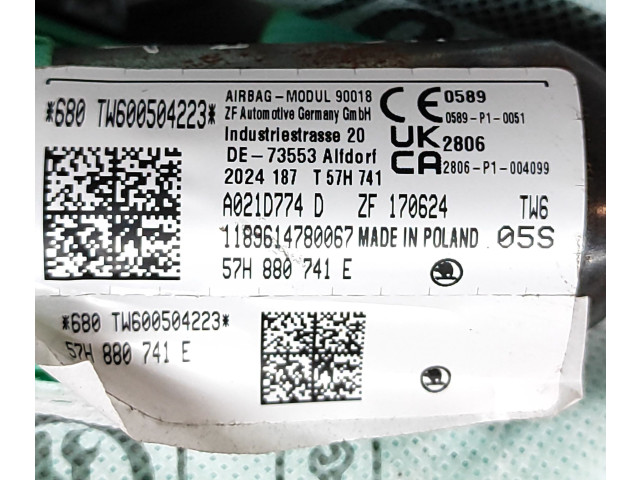 *680 TW600504223*
AIRBAG-MODUL 90018
ZF Automotive Germany GmbH
Industriestrasse 20
DE-73553 Alfdorf
2024 187 T 57H 741
CE 0589
0589-P1-0051
UK
CA 2806
2806-P1-004099
A021D774 D ZF 170624 TW6
1189614780067 MADE IN POLAND 05S
57H 880 741 E
*680 TW600504223*
57H 880 741 E